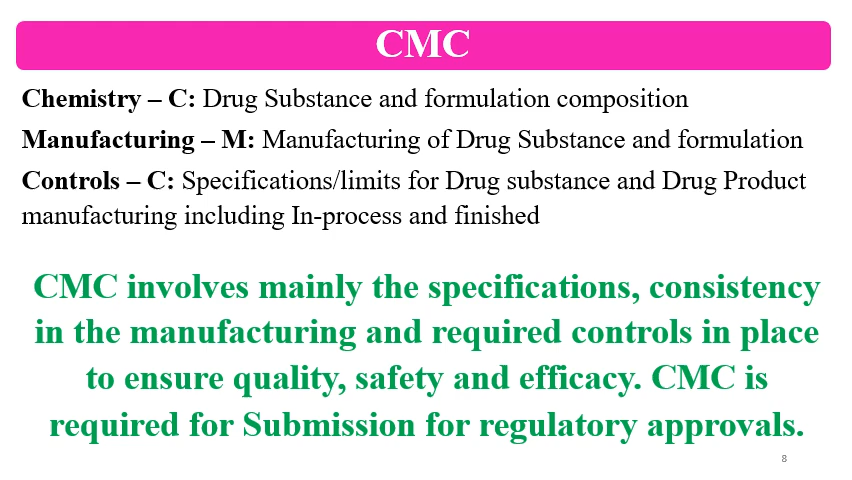 CMC
Chemistry – C: Drug Substance and formulation composition
Manufacturing – M: Manufacturing of Drug Substance and formulation
Controls – C: Specifications/limits for Drug substance and Drug Product
manufacturing including In-process and finished
CMC involves mainly the specifications, consistency
in the manufacturing and required controls in place
to ensure quality, safety and efficacy. CMC is
required for Submission for regulatory approvals.
8